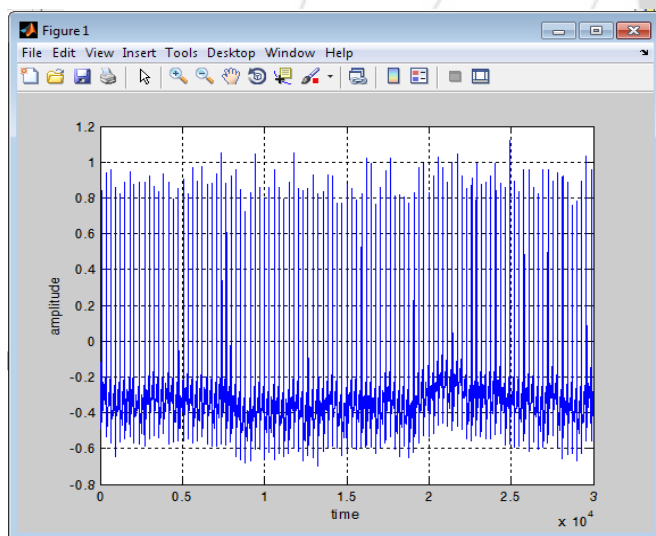 Figure 1
File Edit View Insert Tools Desktop Window Help
1.2
1
0.8
0.6
0.4
0.2
0
-0.2
-0.4
-0.6
-0.8
amplitude
0 0.5 1 1.5 2 2.5 3
time
x 10^4